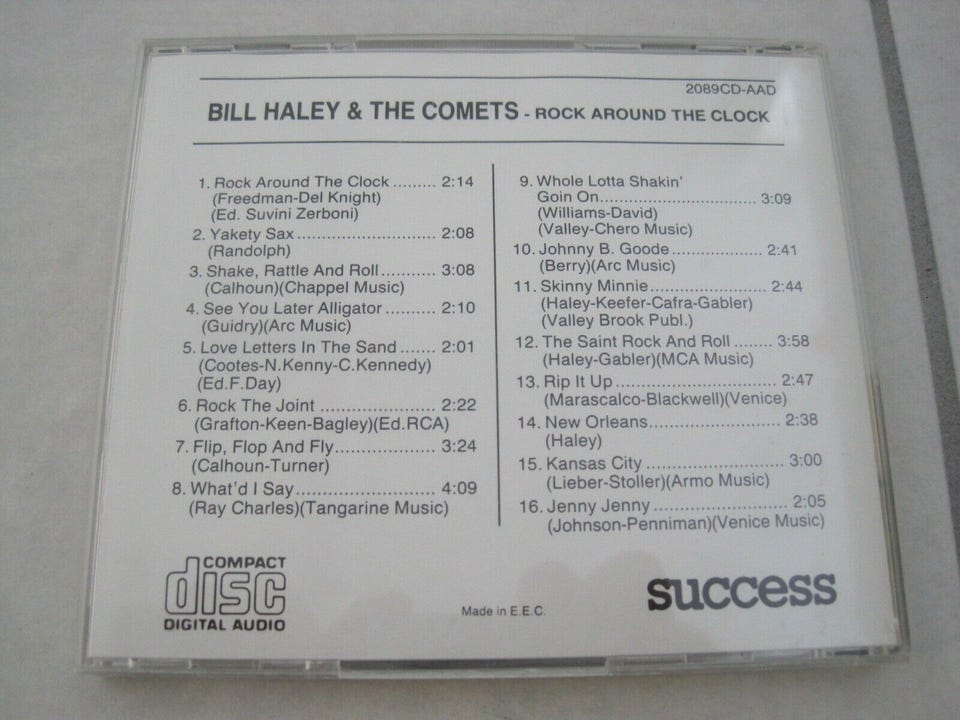 2089CD-AAD
BILL HALEY & THE COMETS - ROCK AROUND THE CLOCK
1. Rock Around The Clock ......... 2:14
(Freedman-Del Knight)
(Ed. Suvini Zerboni)
2. Yakety Sax ............................ 2:08
(Randolph)
3. Shake, Rattle And Roll ........... 3:08
(Calhoun)(Chappel Music)
4. See You Later Alligator .......... 2:10
(Guidry)(Arc Music)
5. Love Letters In The Sand ....... 2:01
(Cootes-N.Kenny-C.Kennedy)
(Ed.F.Day)
6. Rock The Joint ...................... 2:22
(Grafton-Keen-Bagley)(Ed.RCA)
7. Flip, Flop And Fly.................... 3:24
(Calhoun-Turner)
8. What'd I Say........................... 4:09
(Ray Charles)(Tangarine Music)
9. Whole Lotta Shakin'
Goin On............................... 3:09
(Williams-David)
(Valley-Chero Music)
10. Johnny B. Goode .................. 2:41
(Berry)(Arc Music)
11. Skinny Minnie...................... 2:44
(Haley-Keefer-Cafra-Gabler)
(Valley Brook Publ.)
12. The Saint Rock And Roll ........ 3:58
(Haley-Gabler)(MCA Music)
13. Rip It Up ................................ 2:47
(Marascalco-Blackwell)(Venice)
14. New Orleans.......................... 2:38
(Haley)
15. Kansas City ........................... 3:00
(Lieber-Stoller)(Armo Music)
16. Jenny Jenny .......................... 2:05
(Johnson-Penniman)(Venice Music)
COMPACT
disc
DIGITAL AUDIO
Made in E.E.C.
success